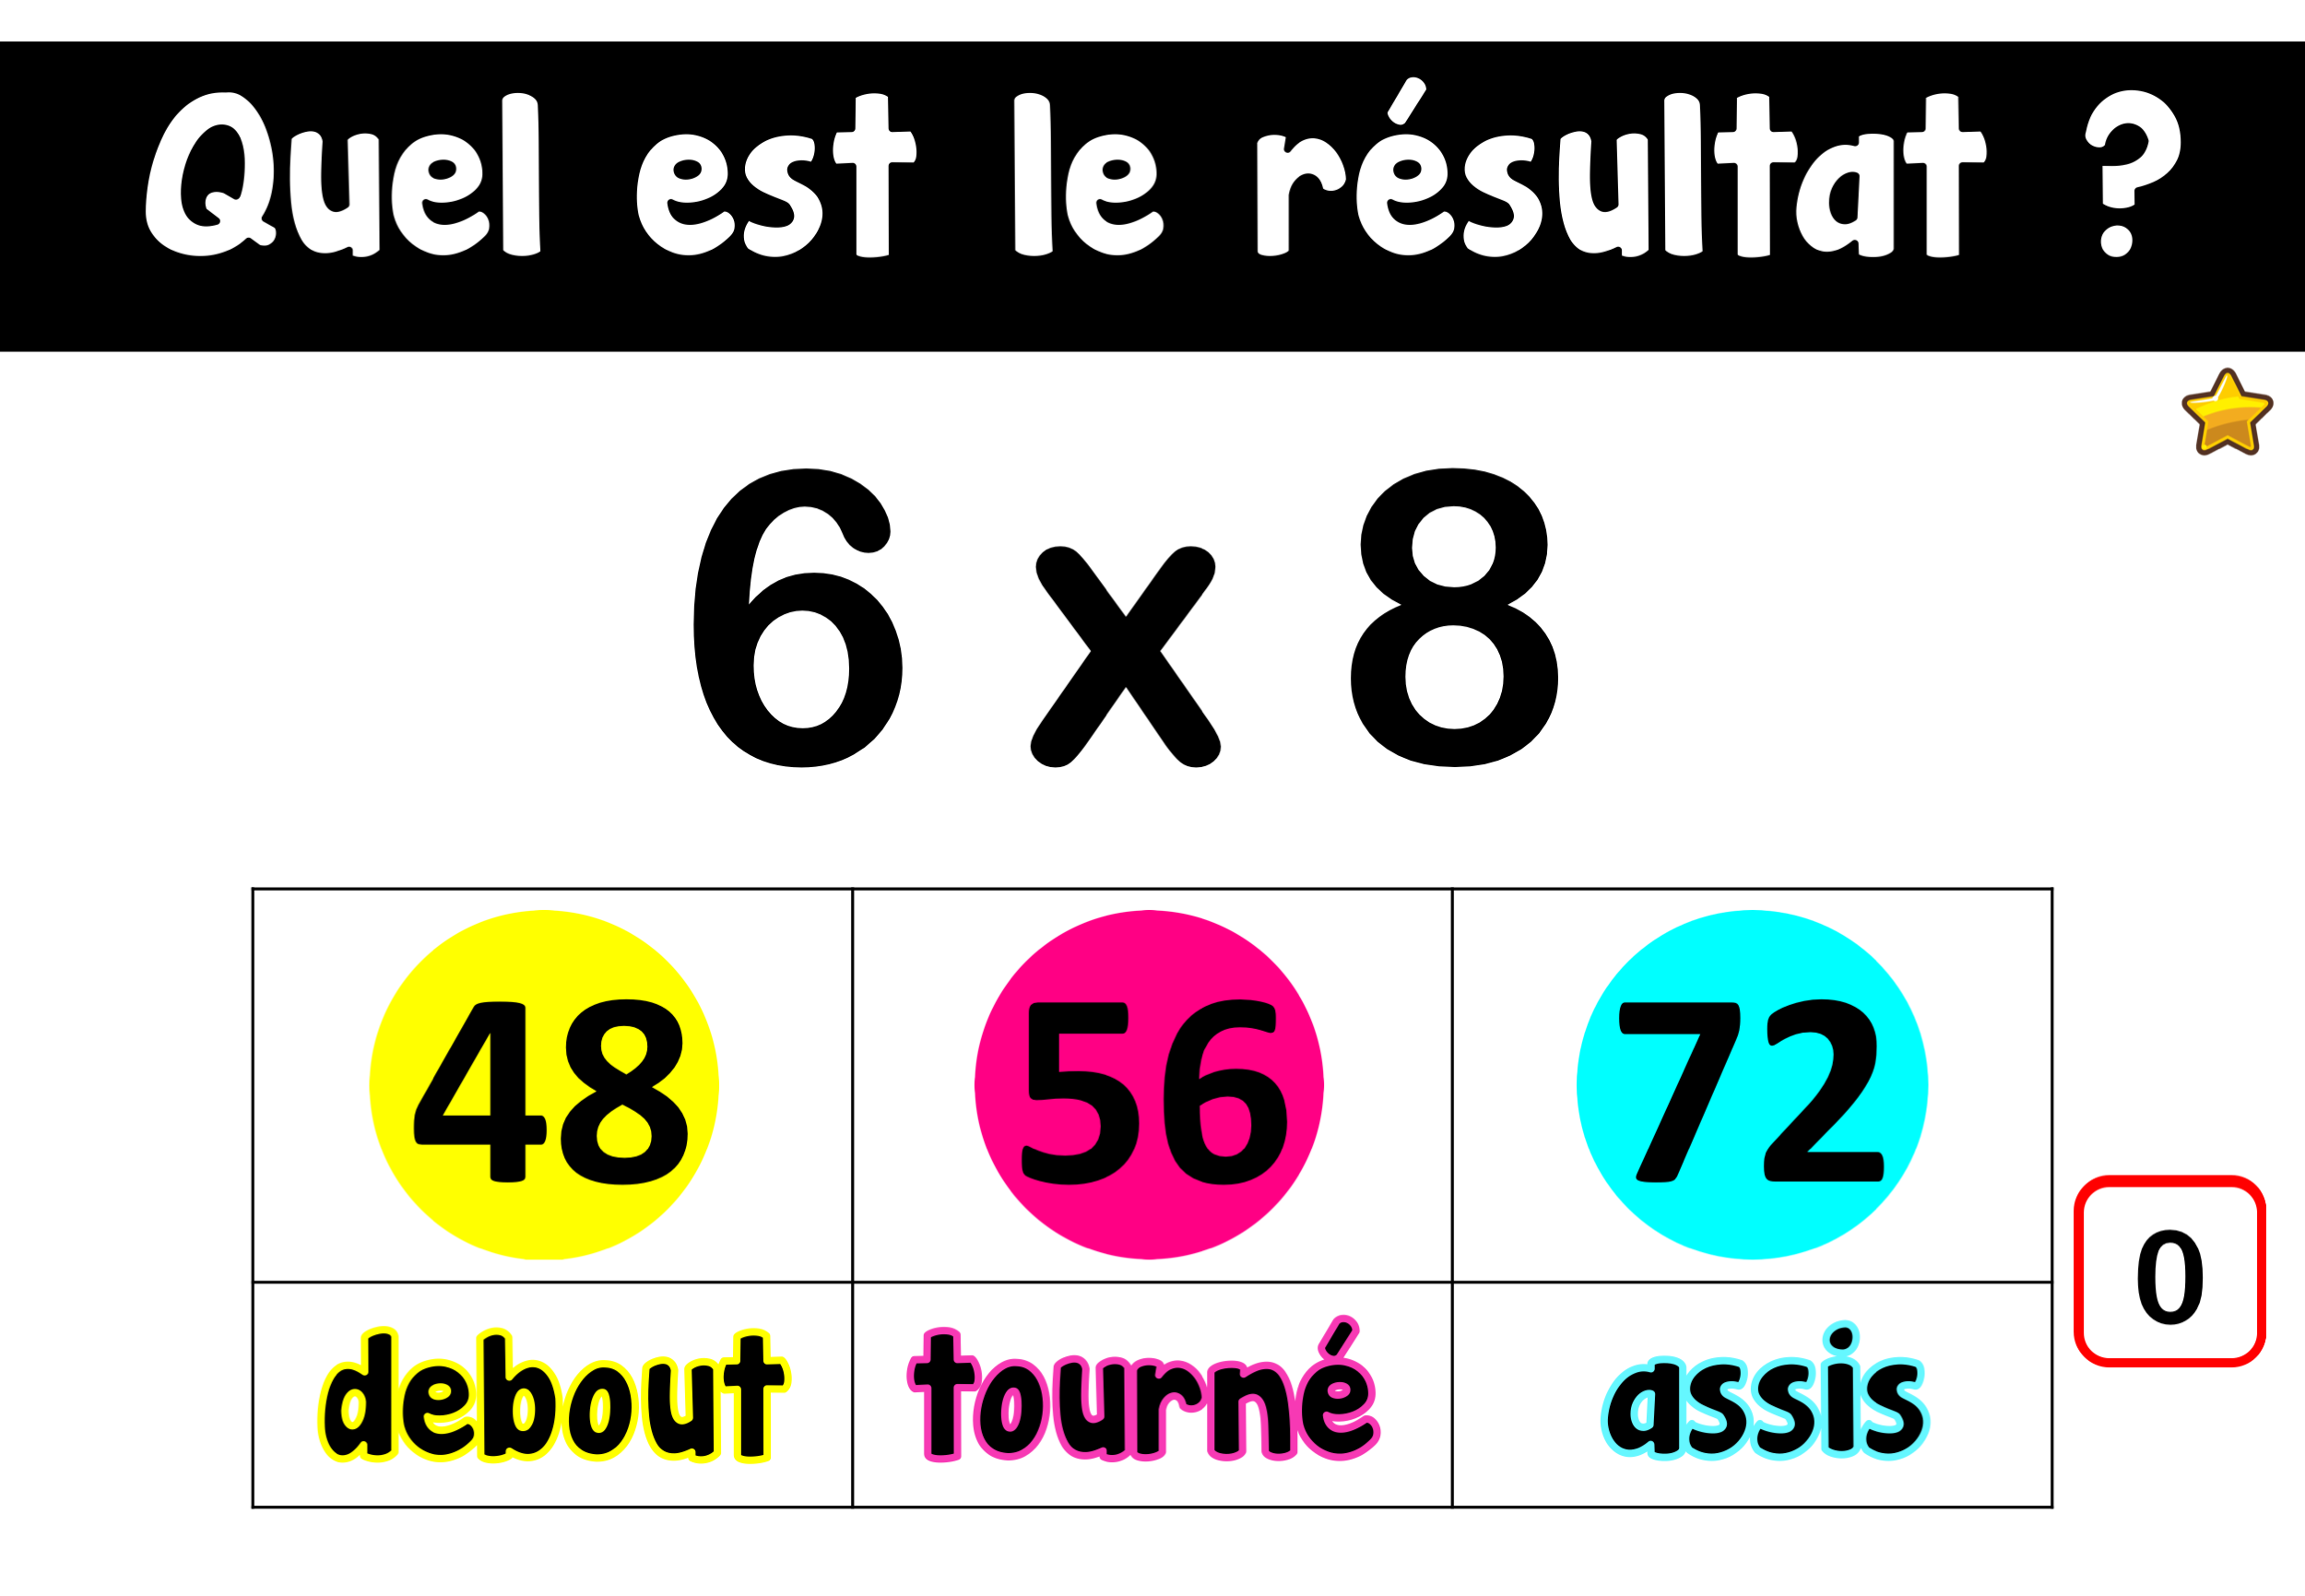 Quel est le résultat ?
6 x 8
48 56 72
0
debout tourné assis